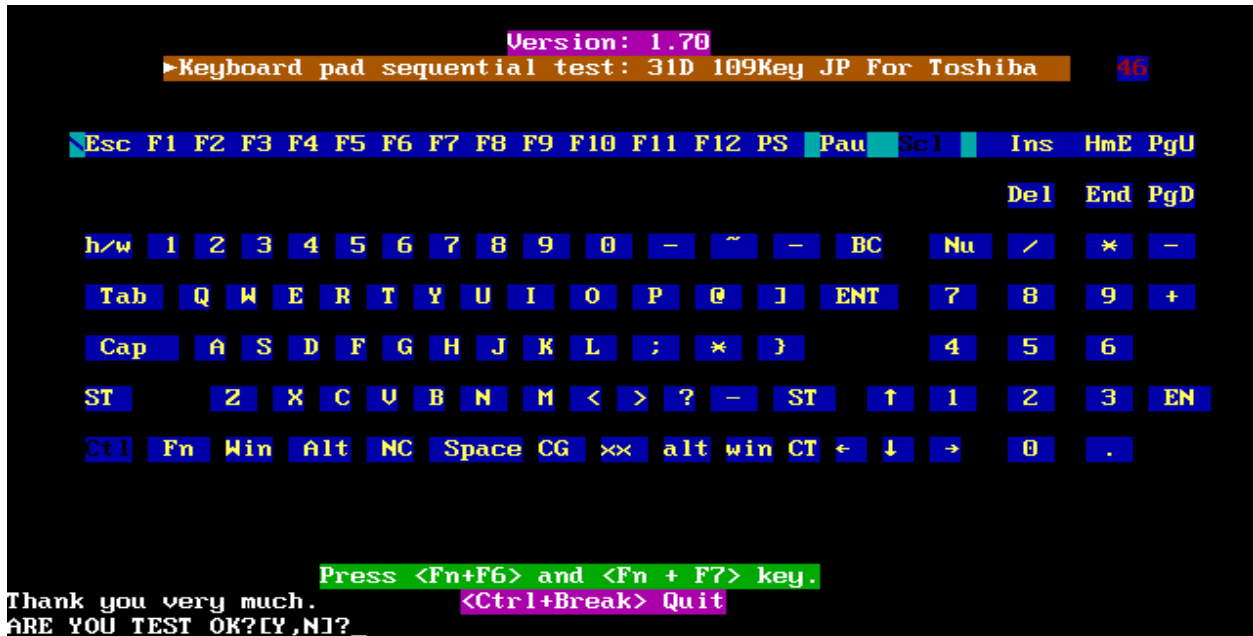 Version: 1.70
►Keyboard pad sequential test: 31D 109Key JP For Toshiba 46
\Esc F1 F2 F3 F4 F5 F6 F7 F8 F9 F10 F11 F12 PS Pau Scl Ins HmE PgU
Del End PgD
h/w 1 2 3 4 5 6 7 8 9 0 - ~ - BC Nu / * -
Tab Q W E R T Y U I O P @ ] ENT 7 8 9 +
Cap A S D F G H J K L ; * } 4 5 6
ST Z X C V B N M < > ? - ST ↑ 1 2 3 EN
Ctl Fn Win Alt NC Space CG xx alt win CT ← ↓ → 0 .
Press <Fn+F6> and <Fn + F7> key.
Thank you very much. <Ctrl+Break> Quit
ARE YOU TEST OK?[Y,N]?_